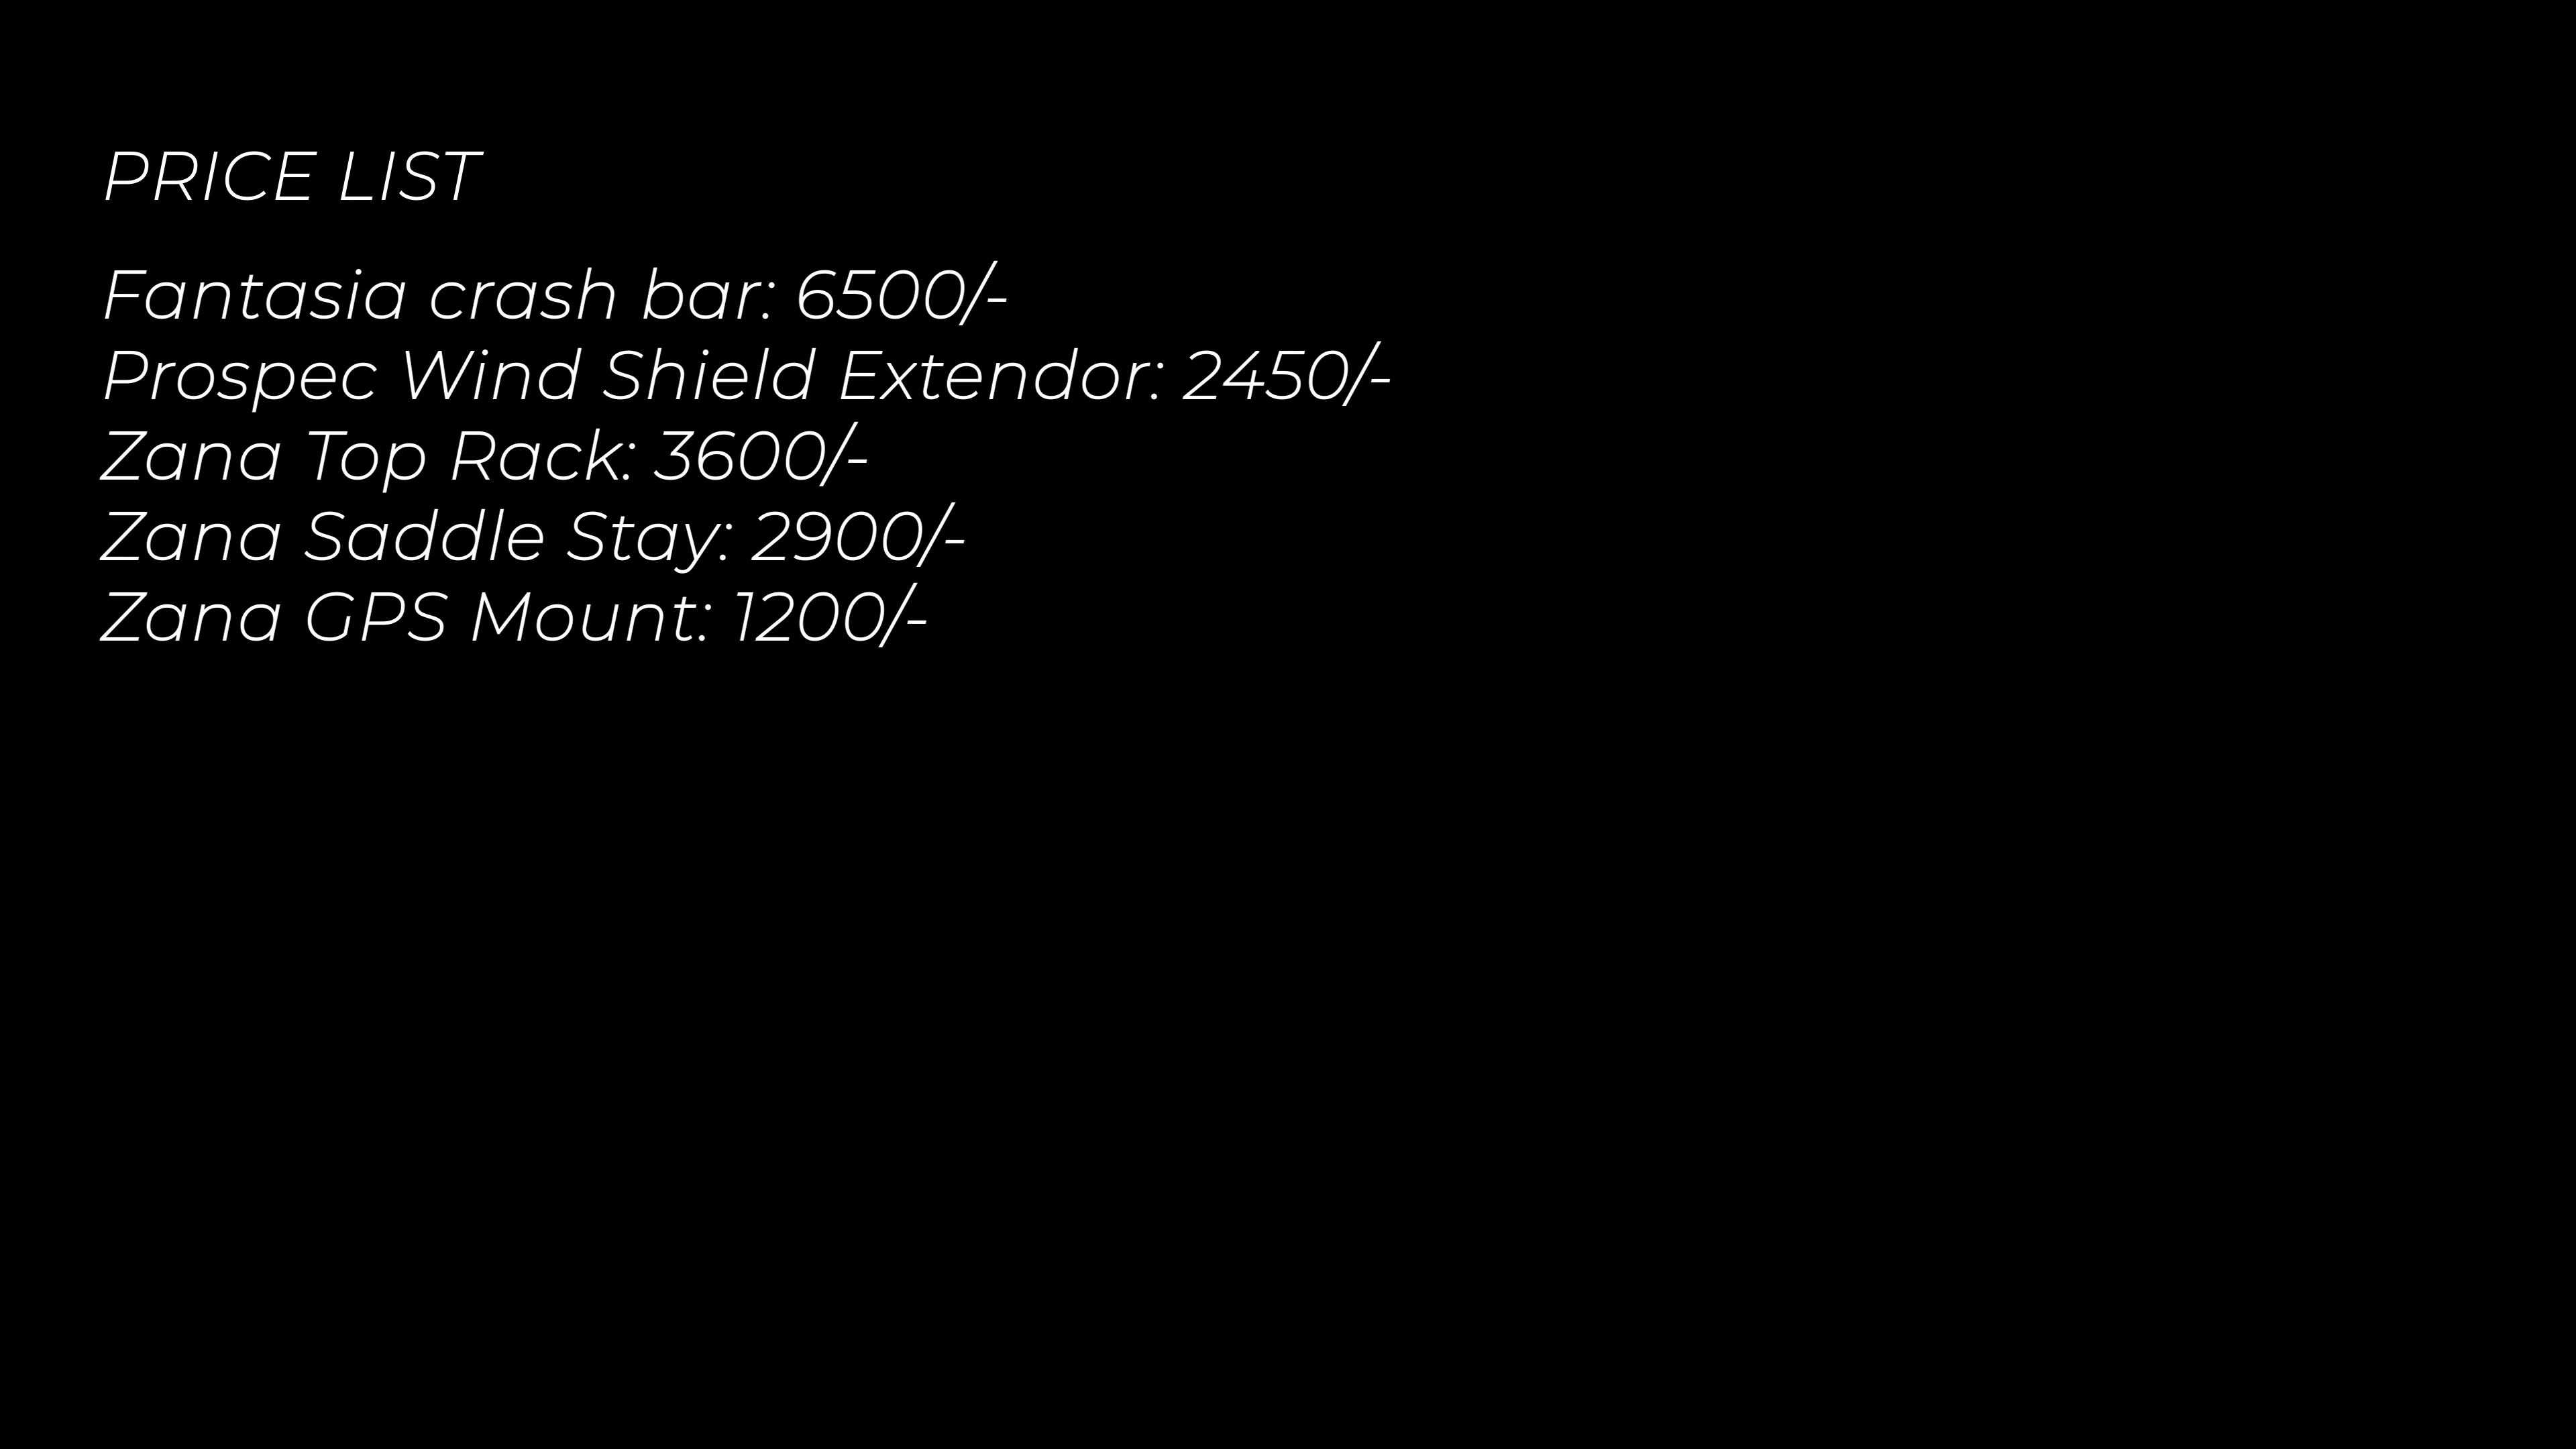 PRICE LIST
Fantasia crash bar: 6500/-
Prospec Wind Shield Extendor: 2450/-
Zana Top Rack: 3600/-
Zana Saddle Stay: 2900/-
Zana GPS Mount: 1200/-